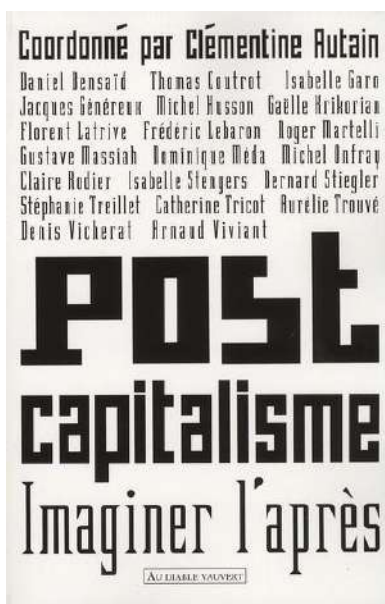 Coordonné par Clémentine Autain
Daniel Bensaïd Thomas Coutrot Isabelle Garo
Jacques Généreux Michel Husson Gaëlle Krikorian
Florent Latrive Frédéric Lebaron Roger Martelli
Gustave Massiah Dominique Méda Michel Onfray
Claire Rodier Isabelle Stengers Bernard Stiegler
Stéphanie Treillet Catherine Tricot Aurélie Trouvé
Denis Vicherat Arnaud Viviant
Post
capitalisme
Imaginer l'après
AU DIABLE VAUVERT